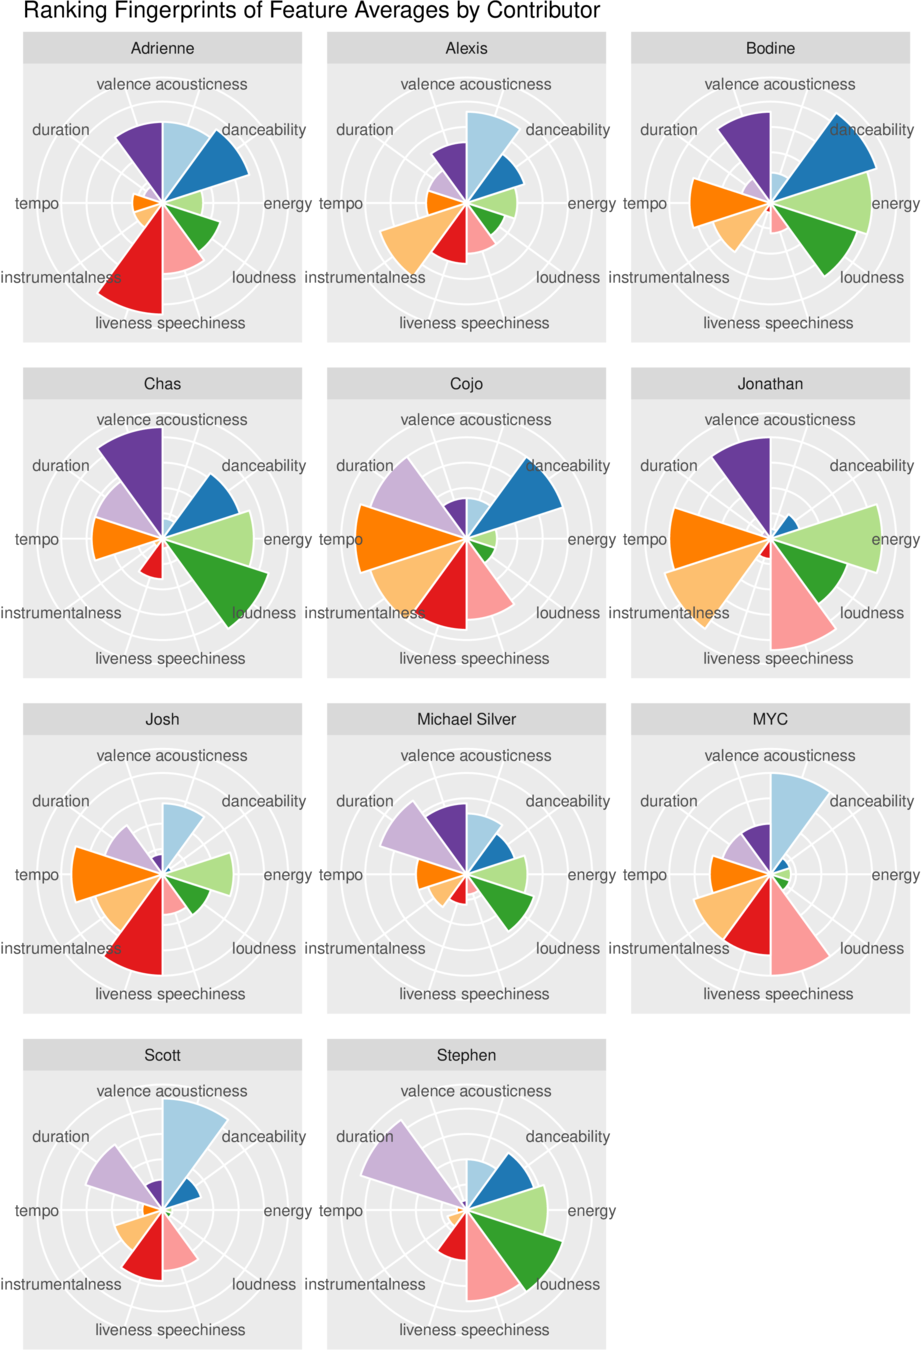 Ranking Fingerprints of Feature Averages by Contributor
Adrienne Alexis Bodine
valence acousticness valence acousticness valence acousticness
duration danceability duration danceability duration danceability
tempo energy tempo energy tempo energy
instrumentalness loudness instrumentalness loudness instrumentalness loudness
liveness speechiness liveness speechiness liveness speechiness
Chas Cojo Jonathan
valence acousticness valence acousticness valence acousticness
duration danceability duration danceability duration danceability
tempo energy tempo energy tempo energy
instrumentalness loudness instrumentalness loudness instrumentalness loudness
liveness speechiness liveness speechiness liveness speechiness
Josh Michael Silver MYC
valence acousticness valence acousticness valence acousticness
duration danceability duration danceability duration danceability
tempo energy tempo energy tempo energy
instrumentalness loudness instrumentalness loudness instrumentalness loudness
liveness speechiness liveness speechiness liveness speechiness
Scott Stephen
valence acousticness valence acousticness
duration danceability duration danceability
tempo energy tempo energy
instrumentalness loudness instrumentalness loudness
liveness speechiness liveness speechiness